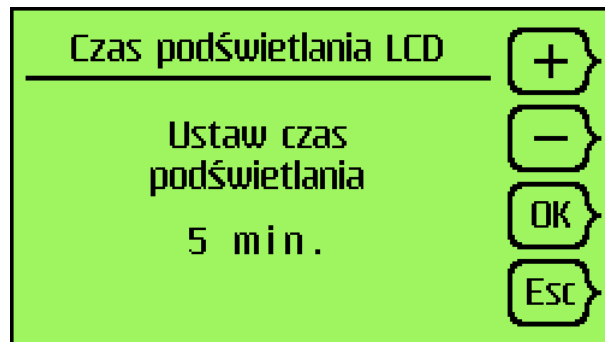 Czas podświetlania LCD
+
Ustaw czas
podświetlania
5 min.
−
OK
Esc